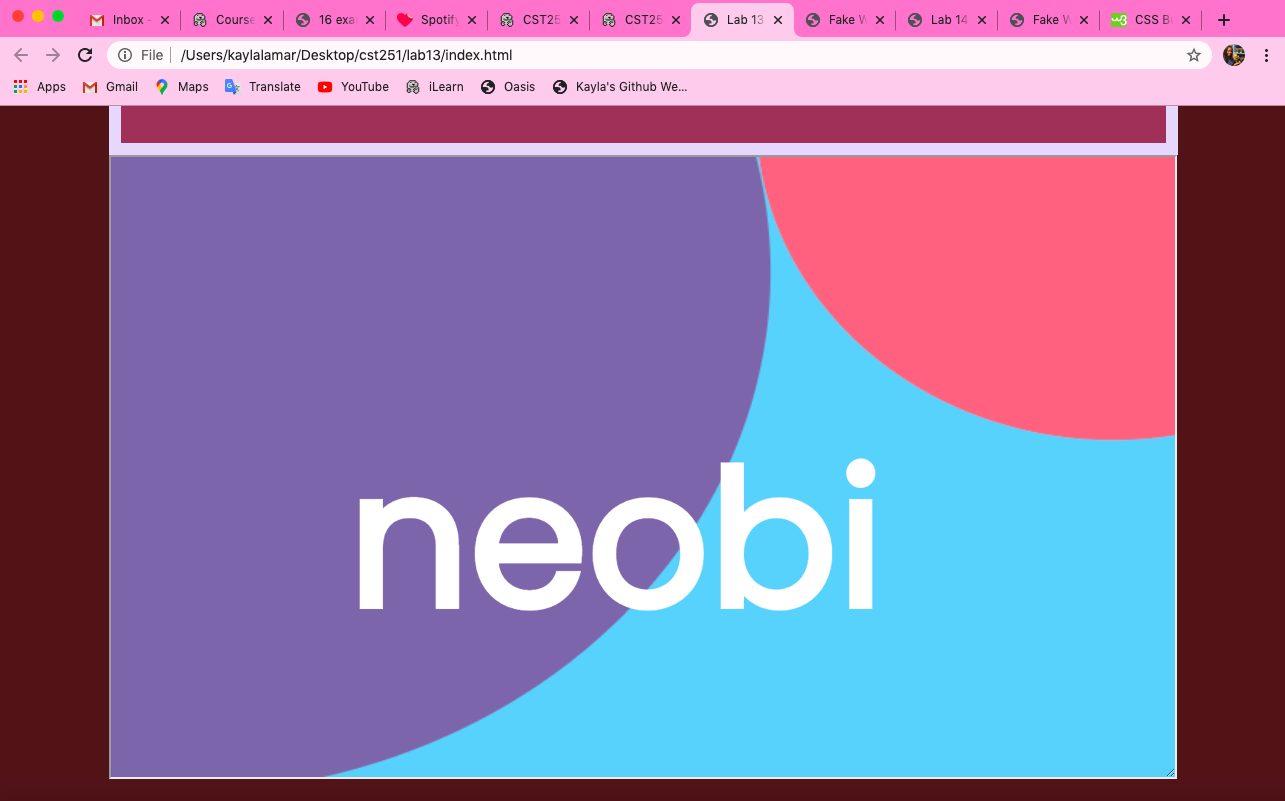 Inbox - Course 16 exa Spotify CST25 CST25 Lab 13 Fake W Lab 14 Fake W CSS B
File /Users/kaylalamar/Desktop/cst251/lab13/index.html
Apps Gmail Maps Translate YouTube iLearn Oasis Kayla's Github We...
neobi